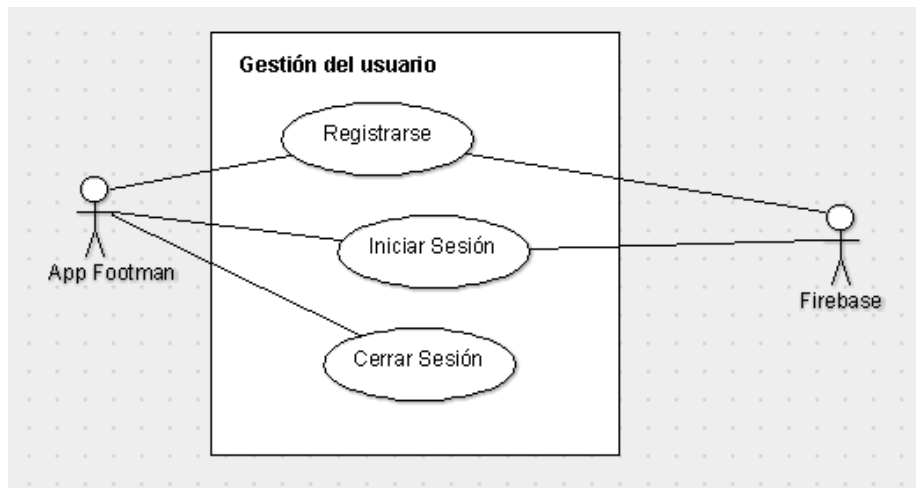 Gestión del usuario
Registrarse
Iniciar Sesión
Cerrar Sesión
App Footman
Firebase